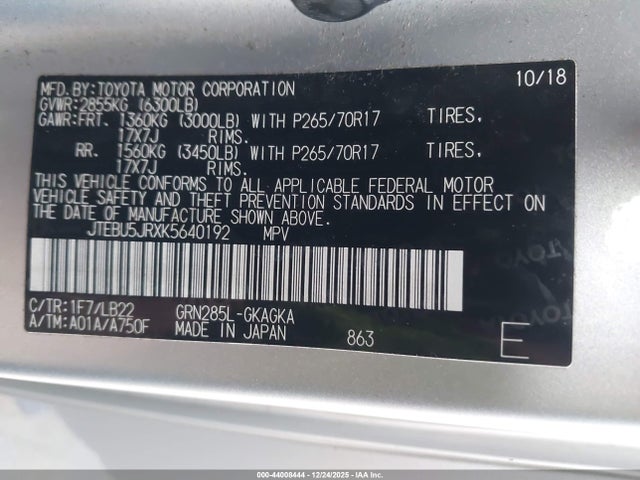 MFD.BY:TOYOTA MOTOR CORPORATION 10/18
GVWR:2855KG (6300LB)
GAWR:FRT. 1360KG (3000LB) WITH P265/70R17 TIRES,
17X7J RIMS.
RR. 1560KG (3450LB) WITH P265/70R17 TIRES,
17X7J RIMS.
THIS VEHICLE CONFORMS TO ALL APPLICABLE FEDERAL MOTOR
VEHICLE SAFETY AND THEFT PREVENTION STANDARDS IN EFFECT ON
THE DATE OF MANUFACTURE SHOWN ABOVE.
JTEBU5JRXK5640192 MPV
C/TR:1F7/LB22 GRN285L-GKAGKA
A/TM:A01A/A750F MADE IN JAPAN 863 E
TOYOTA
TOYOTA
000-44008444 - 12/24/2025 - IAA Inc.